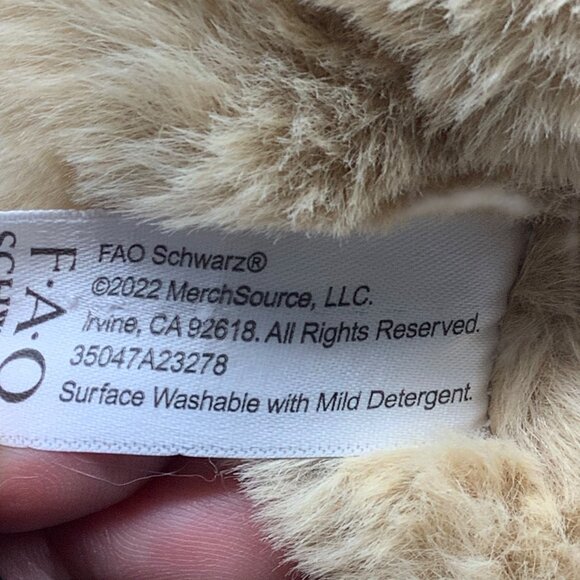 FAO Schwarz®
©2022 MerchSource, LLC.
Irvine, CA 92618. All Rights Reserved.
35047A23278
Surface Washable with Mild Detergent.
F·A·O